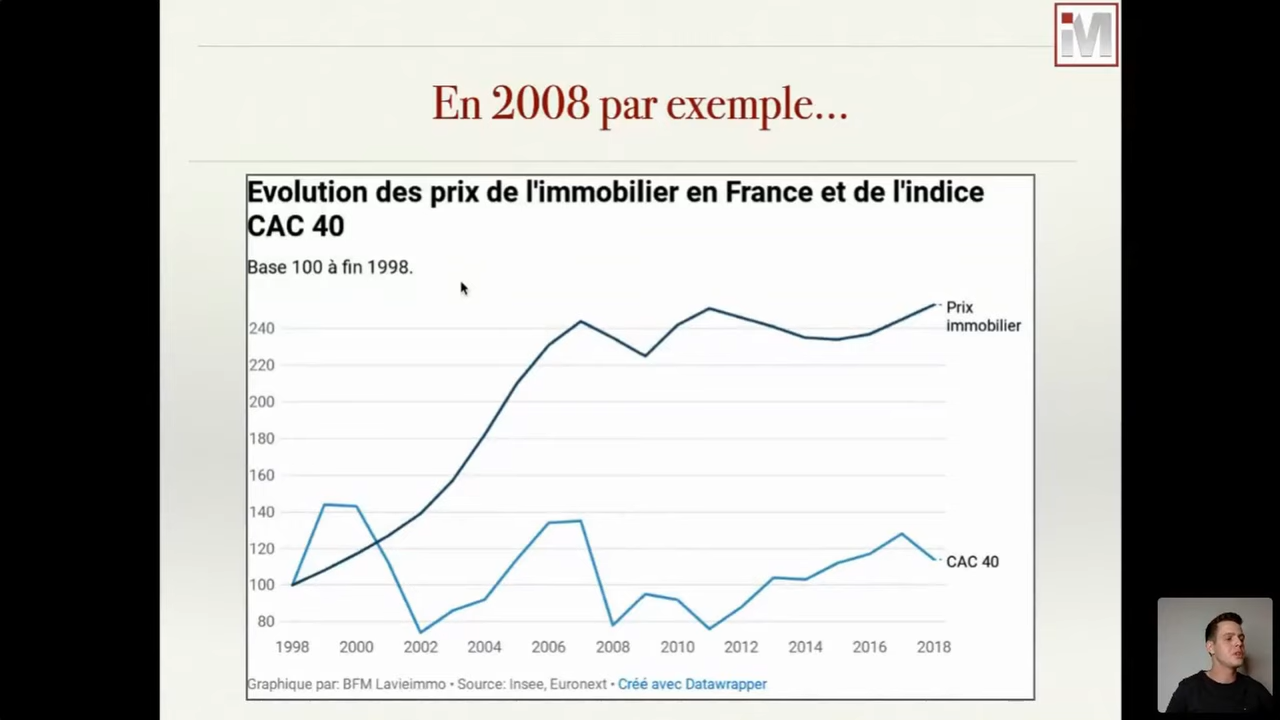 iM
En 2008 par exemple...
Evolution des prix de l'immobilier en France et de l'indice
CAC 40
Base 100 à fin 1998.
240
220
200
180
160
140
120
100
80
Prix
immobilier
CAC 40
1998 2000 2002 2004 2006 2008 2010 2012 2014 2016 2018
Graphique par: BFM Lavieimmo • Source: Insee, Euronext • Créé avec Datawrapper